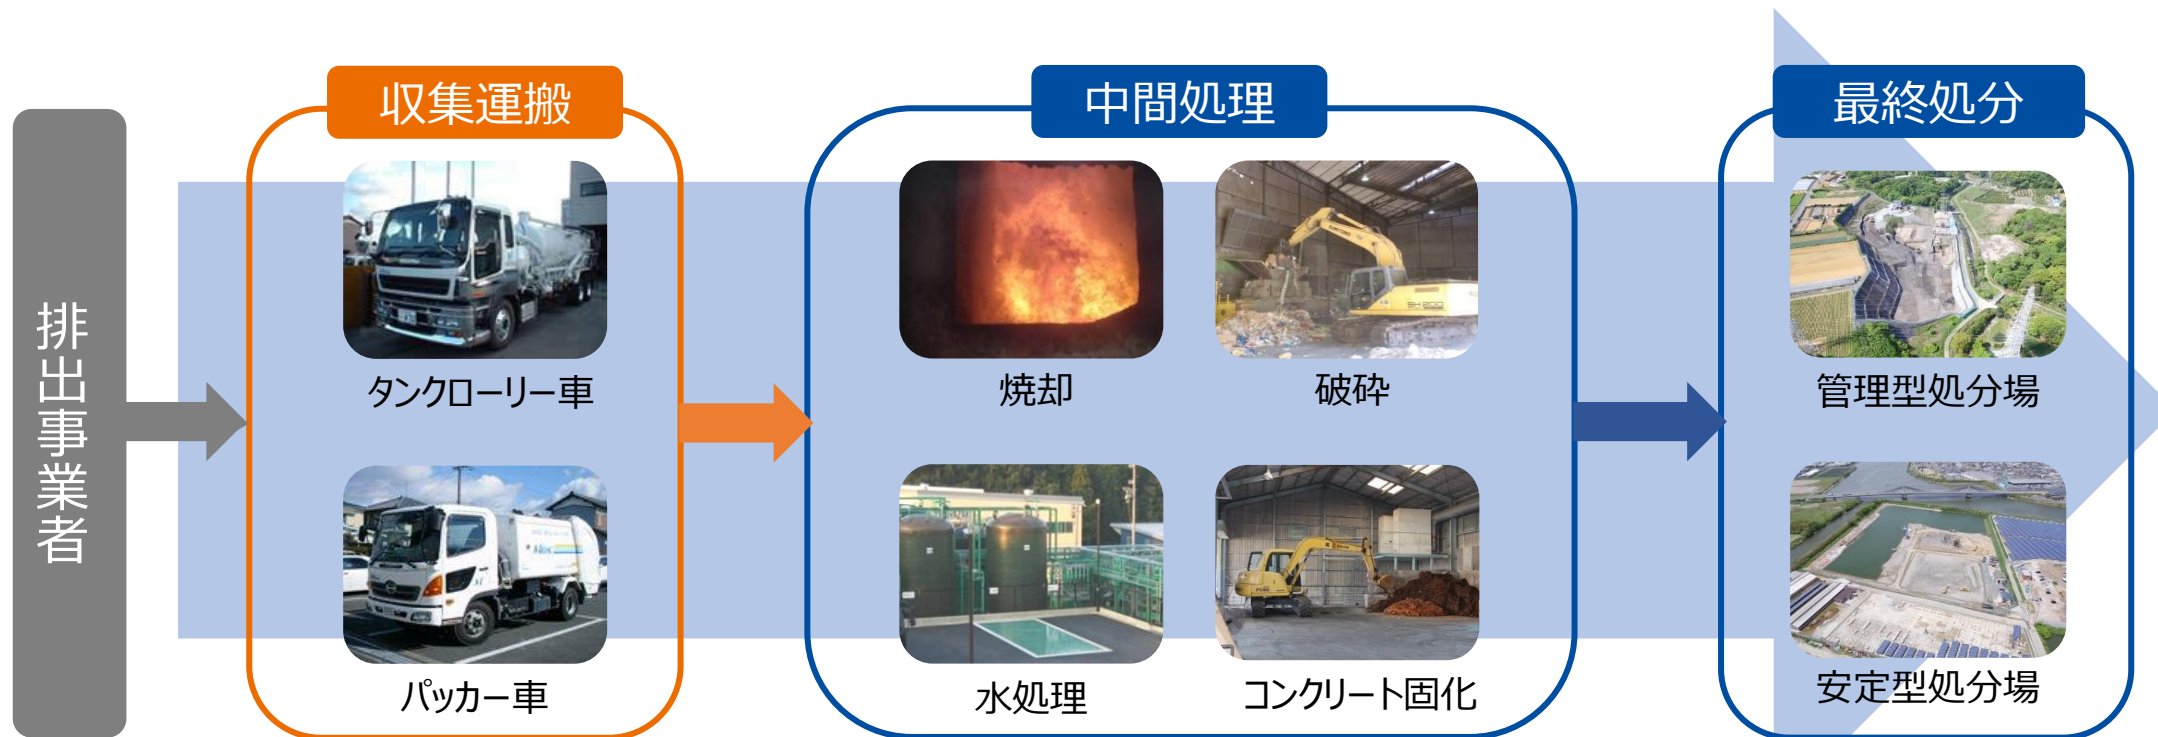 排出事業者
収集運搬
タンクローリー車
パッカー車
中間処理
焼却
破砕
水処理
コンクリート固化
最終処分
管理型処分場
安定型処分場